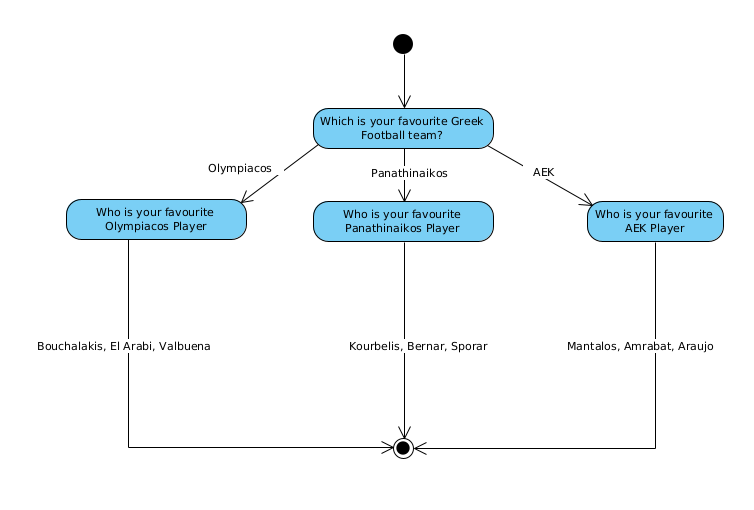 Which is your favourite Greek
Football team?
Olympiacos
Panathinaikos
AEK
Who is your favourite
Olympiacos Player
Who is your favourite
Panathinaikos Player
Who is your favourite
AEK Player
Bouchalakis, El Arabi, Valbuena
Kourbelis, Bernar, Sporar
Mantalos, Amrabat, Araujo